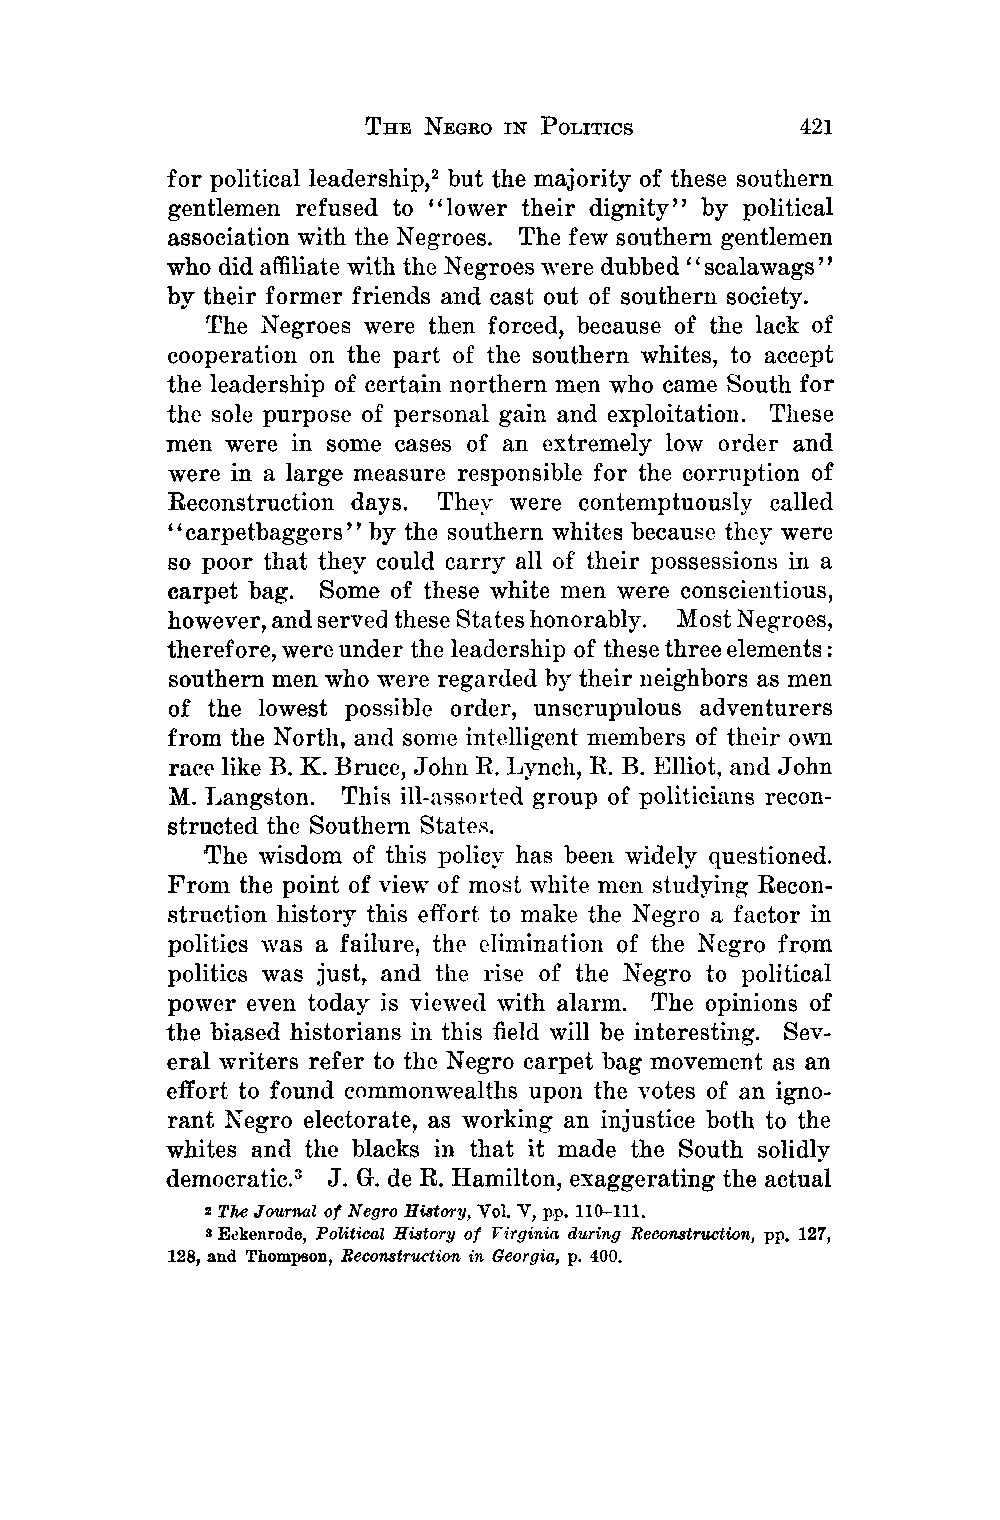 THE NEGRO IN POLITICS 421
for political leadership,² but the majority of these southern
gentlemen refused to "lower their dignity" by political
association with the Negroes. The few southern gentlemen
who did affiliate with the Negroes were dubbed "scalawags"
by their former friends and cast out of southern society.
The Negroes were then forced, because of the lack of
cooperation on the part of the southern whites, to accept
the leadership of certain northern men who came South for
the sole purpose of personal gain and exploitation. These
men were in some cases of an extremely low order and
were in a large measure responsible for the corruption of
Reconstruction days. They were contemptuously called
"carpetbaggers" by the southern whites because they were
so poor that they could carry all of their possessions in a
carpet bag. Some of these white men were conscientious,
however, and served these States honorably. Most Negroes,
therefore, were under the leadership of these three elements:
southern men who were regarded by their neighbors as men
of the lowest possible order, unscrupulous adventurers
from the North, and some intelligent members of their own
race like B. K. Bruce, John R. Lynch, R. B. Elliot, and John
M. Langston. This ill-assorted group of politicians recon-
structed the Southern States.
The wisdom of this policy has been widely questioned.
From the point of view of most white men studying Recon-
struction history this effort to make the Negro a factor in
politics was a failure, the elimination of the Negro from
politics was just, and the rise of the Negro to political
power even today is viewed with alarm. The opinions of
the biased historians in this field will be interesting. Sev-
eral writers refer to the Negro carpet bag movement as an
effort to found commonwealths upon the votes of an igno-
rant Negro electorate, as working an injustice both to the
whites and the blacks in that it made the South solidly
democratic.³ J. G. de R. Hamilton, exaggerating the actual
² The Journal of Negro History, Vol. V, pp. 110–111.
³ Eckenrode, Political History of Virginia during Reconstruction, pp. 127,
128, and Thompson, Reconstruction in Georgia, p. 400.